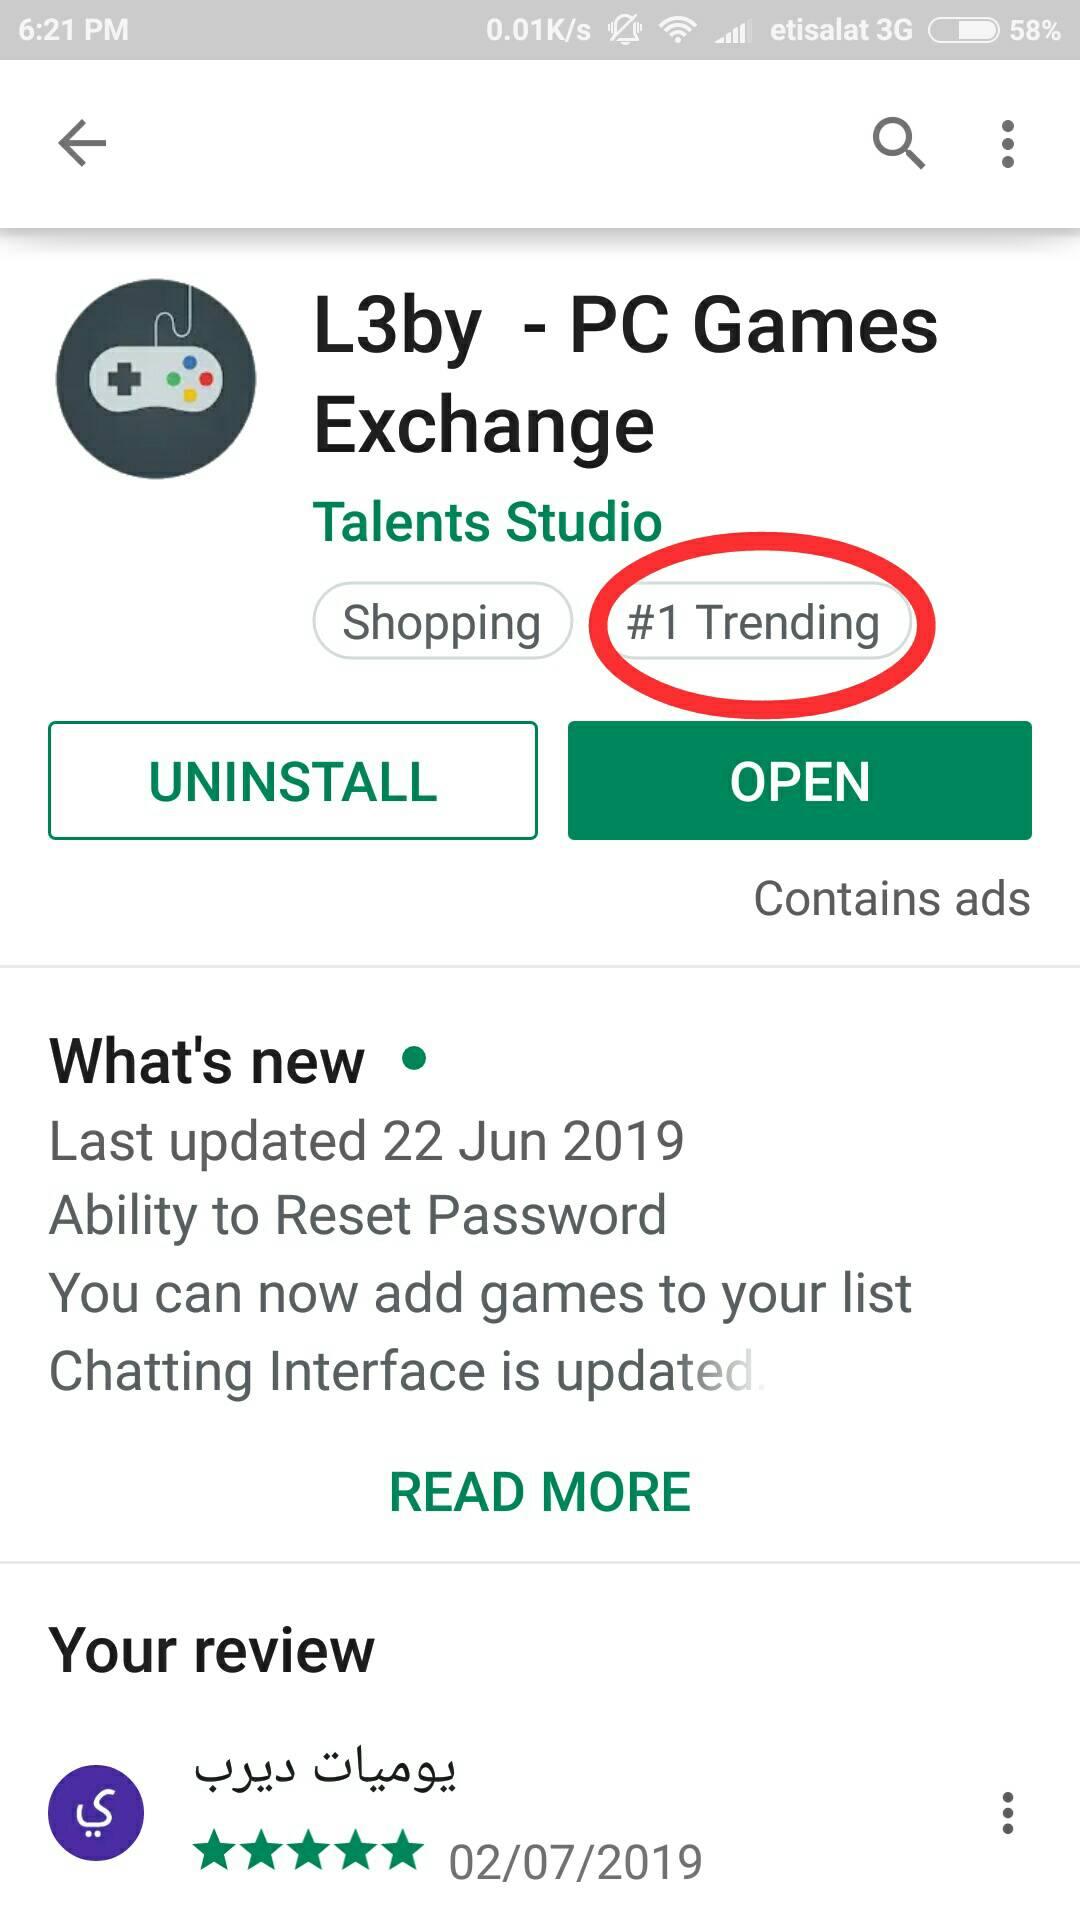 6:21 PM 0.01K/s etisalat 3G 58%
L3by - PC Games
Exchange
Talents Studio
Shopping #1 Trending
UNINSTALL OPEN
Contains ads
What's new
Last updated 22 Jun 2019
Ability to Reset Password
You can now add games to your list
Chatting Interface is updated.
READ MORE
Your review
يوميات ديرب
ي
02/07/2019